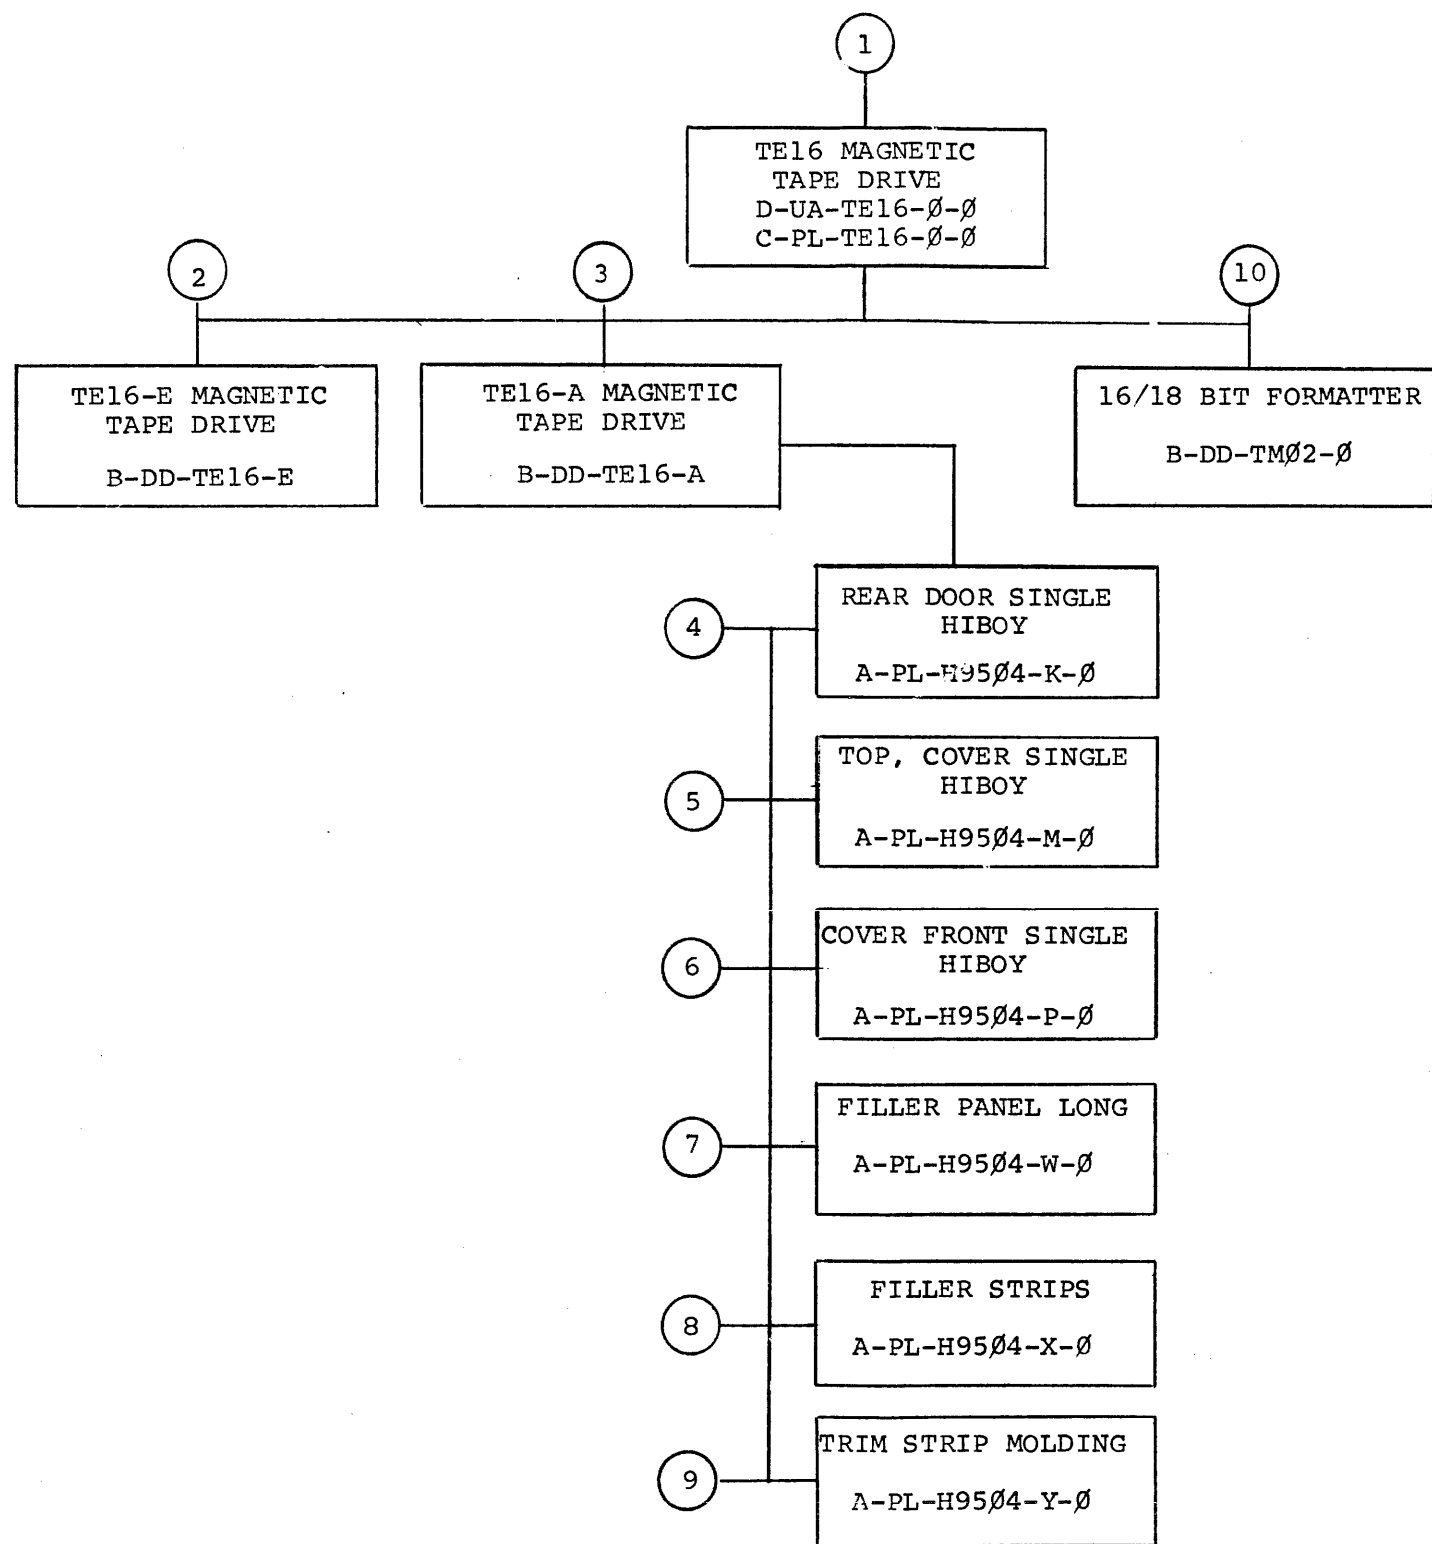 1
TE16 MAGNETIC
TAPE DRIVE
D-UA-TE16-Ø-Ø
C-PL-TE16-Ø-Ø
2
3
10
TE16-E MAGNETIC
TAPE DRIVE
B-DD-TE16-E
TE16-A MAGNETIC
TAPE DRIVE
B-DD-TE16-A
16/18 BIT FORMATTER
B-DD-TMØ2-Ø
4
REAR DOOR SINGLE
HIBOY
A-PL-H95Ø4-K-Ø
5
TOP, COVER SINGLE
HIBOY
A-PL-H95Ø4-M-Ø
6
COVER FRONT SINGLE
HIBOY
A-PL-H95Ø4-P-Ø
7
FILLER PANEL LONG
A-PL-H95Ø4-W-Ø
8
FILLER STRIPS
A-PL-H95Ø4-X-Ø
9
TRIM STRIP MOLDING
A-PL-H95Ø4-Y-Ø